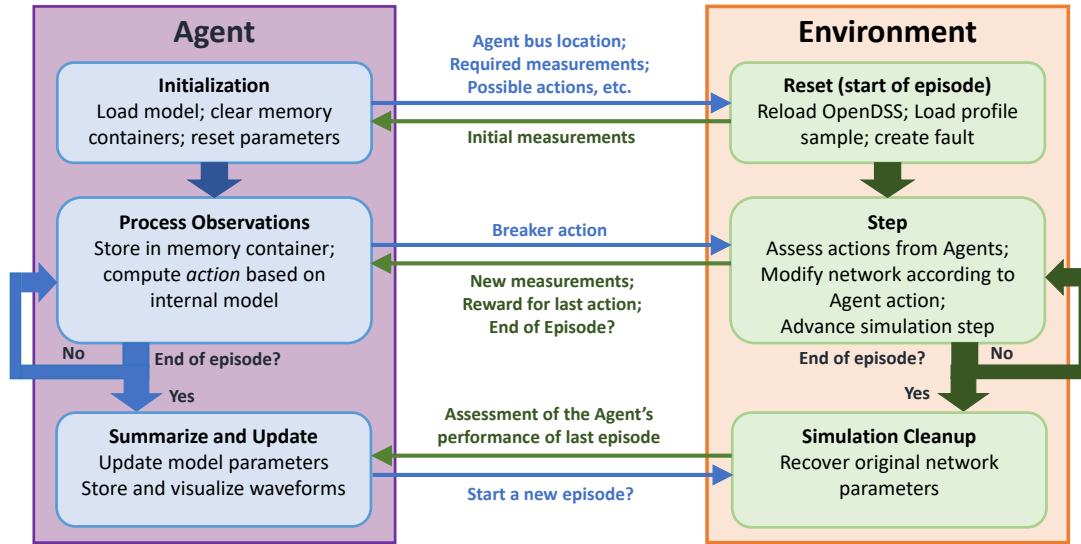 Agent
Initialization
Load model; clear memory
containers; reset parameters
Process Observations
Store in memory container;
compute action based on
internal model
No
End of episode?
Yes
Summarize and Update
Update model parameters
Store and visualize waveforms
Agent bus location;
Required measurements;
Possible actions, etc.
Initial measurements
Breaker action
New measurements;
Reward for last action;
End of Episode?
Assessment of the Agent's
performance of last episode
Start a new episode?
Environment
Reset (start of episode)
Reload OpenDSS; Load profile
sample; create fault
Step
Assess actions from Agents;
Modify network according to
Agent action;
Advance simulation step
End of episode?
No
Yes
Simulation Cleanup
Recover original network
parameters